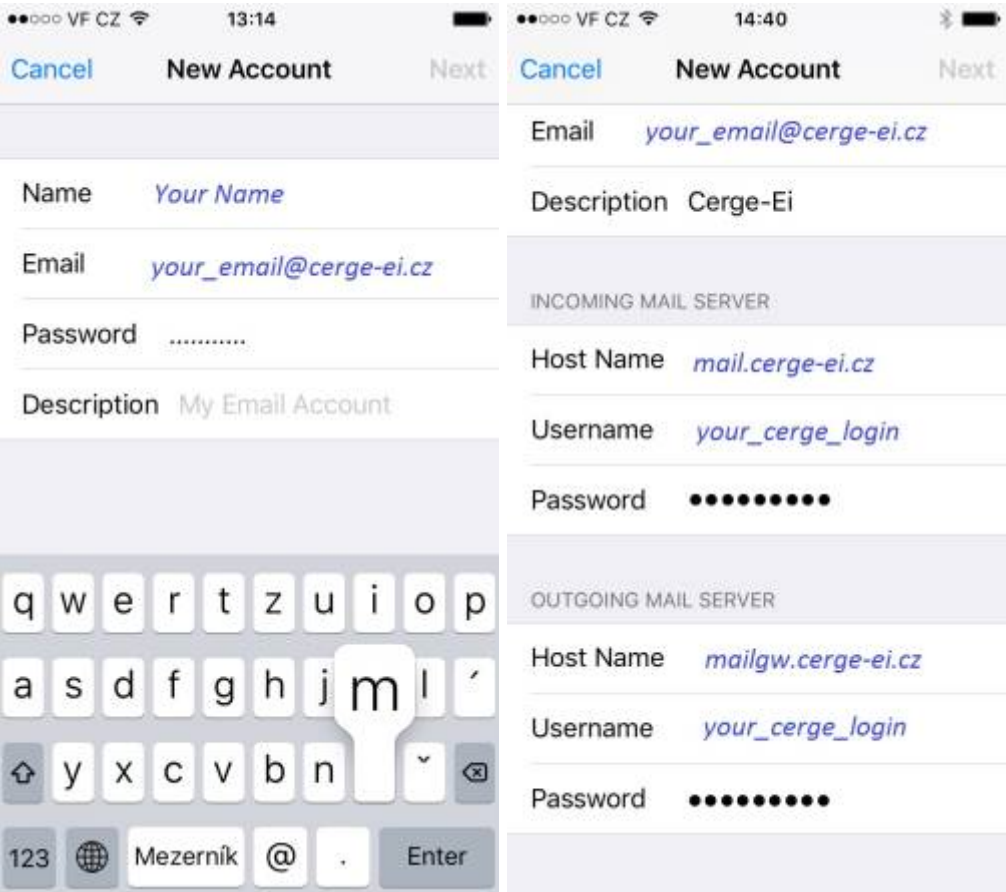 VF CZ 13:14
Cancel New Account Next
Name Your Name
Email your_email@cerge-ei.cz
Password ...........
Description My Email Account
q w e r t z u i o p
a s d f g h j m l ´
y x c v b n ˇ
123 Mezerník @ . Enter
VF CZ 14:40
Cancel New Account Next
Email your_email@cerge-ei.cz
Description Cerge-Ei
INCOMING MAIL SERVER
Host Name mail.cerge-ei.cz
Username your_cerge_login
Password ●●●●●●●●●
OUTGOING MAIL SERVER
Host Name mailgw.cerge-ei.cz
Username your_cerge_login
Password ●●●●●●●●●